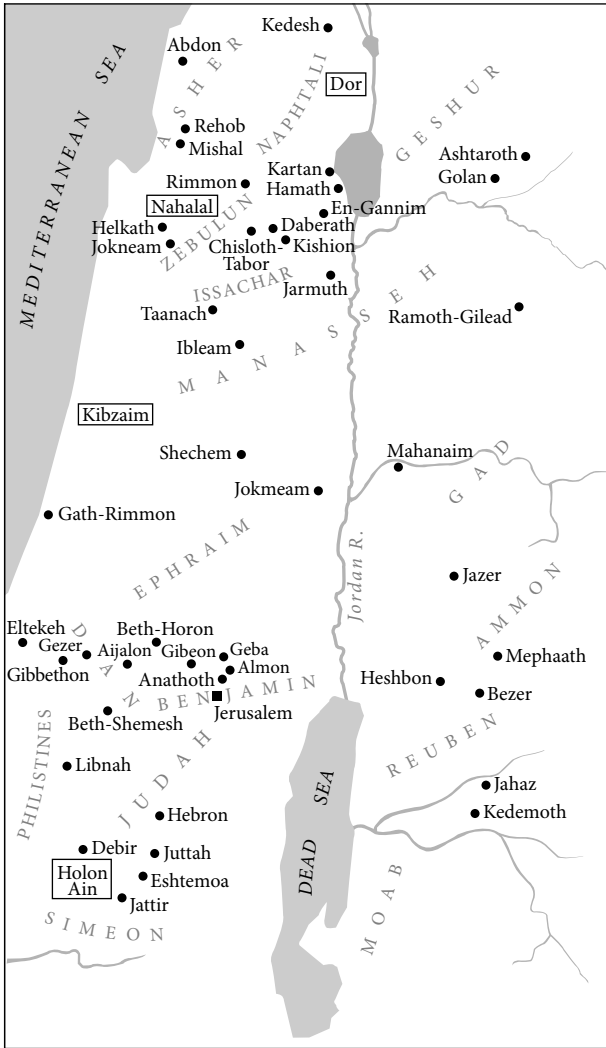 Kedesh
Abdon
MEDITERRANEAN SEA
ASHER
NAPHTALI
Dor
GESHUR
Rehob
Mishal
Ashtaroth
Golan
Kartan
Hamath
Rimmon
Nahalal
En-Gannim
ZEBULUN
Helkath
Jokneam
Daberath
Kishion
Chisloth-
Tabor
ISSACHAR
Jarmuth
MANASSEH
Taanach
Ramoth-Gilead
Ibleam
Kibzaim
Shechem
Mahanaim
Jokmeam
GAD
Gath-Rimmon
EPHRAIM
Jordan R.
Jazer
AMMON
Eltekeh
DAN
Beth-Horon
Gezer
Aijalon
Gibeon
Geba
Gibbethon
Almon
Anathoth
Mephaath
BENJAMIN
Heshbon
Bezer
Jerusalem
Beth-Shemesh
REUBEN
PHILISTINES
JUDAH
Libnah
DEAD SEA
Jahaz
Kedemoth
Hebron
Debir
Juttah
Holon
Ain
Eshtemoa
Jattir
MOAB
SIMEON